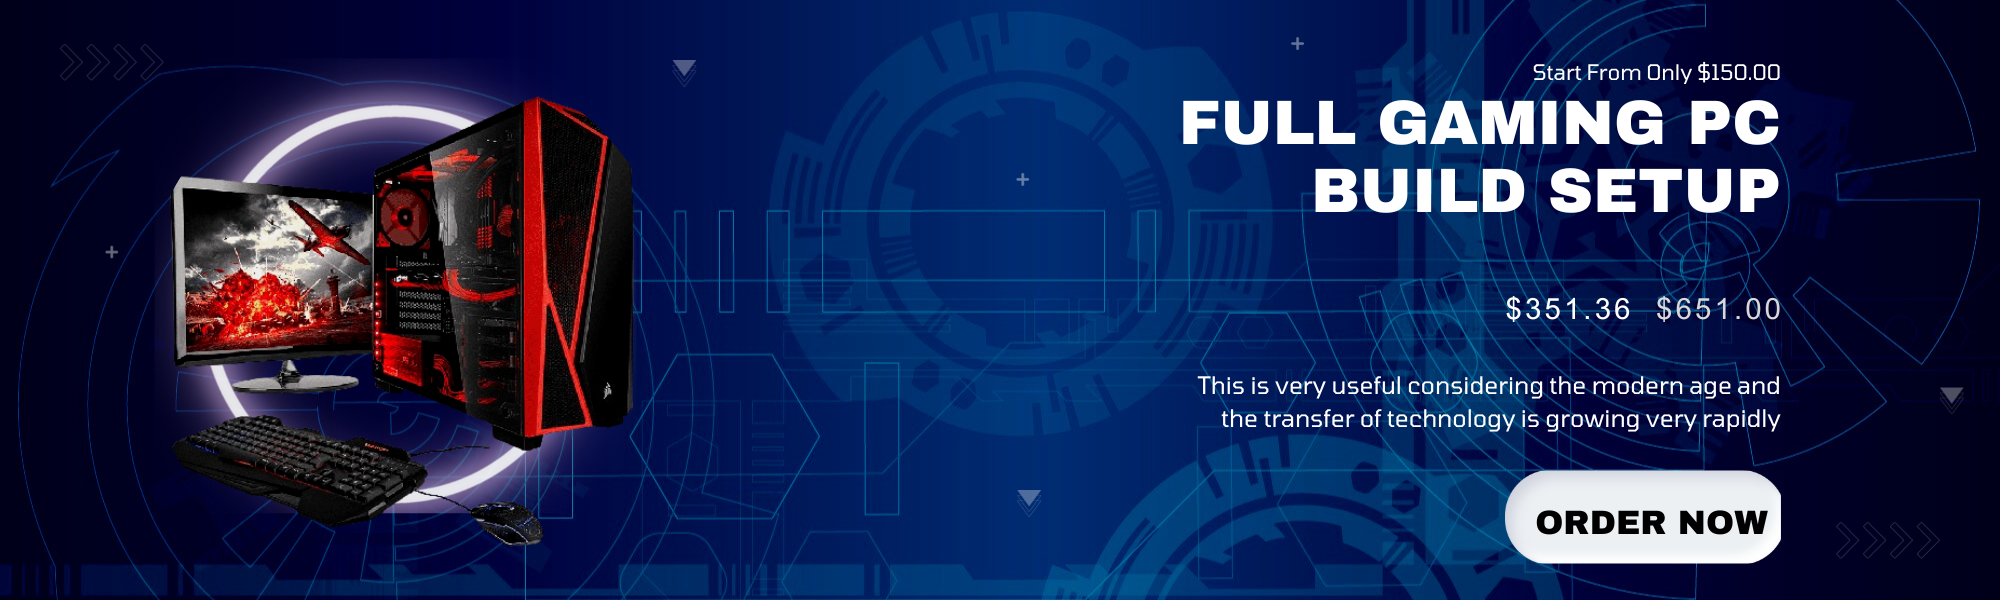 Start From Only $150.00
FULL GAMING PC
BUILD SETUP
$351.36 $651.00
This is very useful considering the modern age and
the transfer of technology is growing very rapidly
ORDER NOW